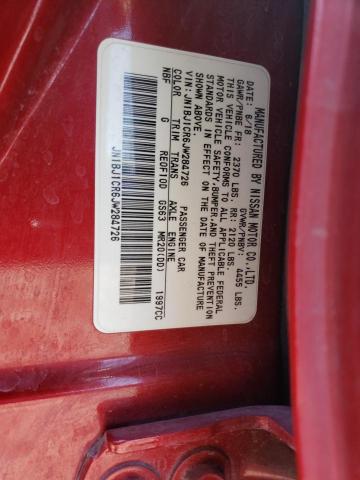 MANUFACTURED BY NISSAN MOTOR CO.,LTD.
DATE: 6/18 GVWR/PNBV: 4455 LBS.
GAWR/PNBE FR: 2370 LBS. RR: 2120 LBS.
THIS VEHICLE CONFORMS TO ALL APPLICABLE FEDERAL
MOTOR VEHICLE SAFETY,BUMPER,AND THEFT PREVENTION
STANDARDS IN EFFECT ON THE DATE OF MANUFACTURE
SHOWN ABOVE.
VIN: JN1BJ1CR6JW284726 PASSENGER CAR
COLOR TRIM TRANS AXLE ENGINE
NBF G RE0F10D GS63 MR20(DD) 1997CC
JN1BJ1CR6JW284726